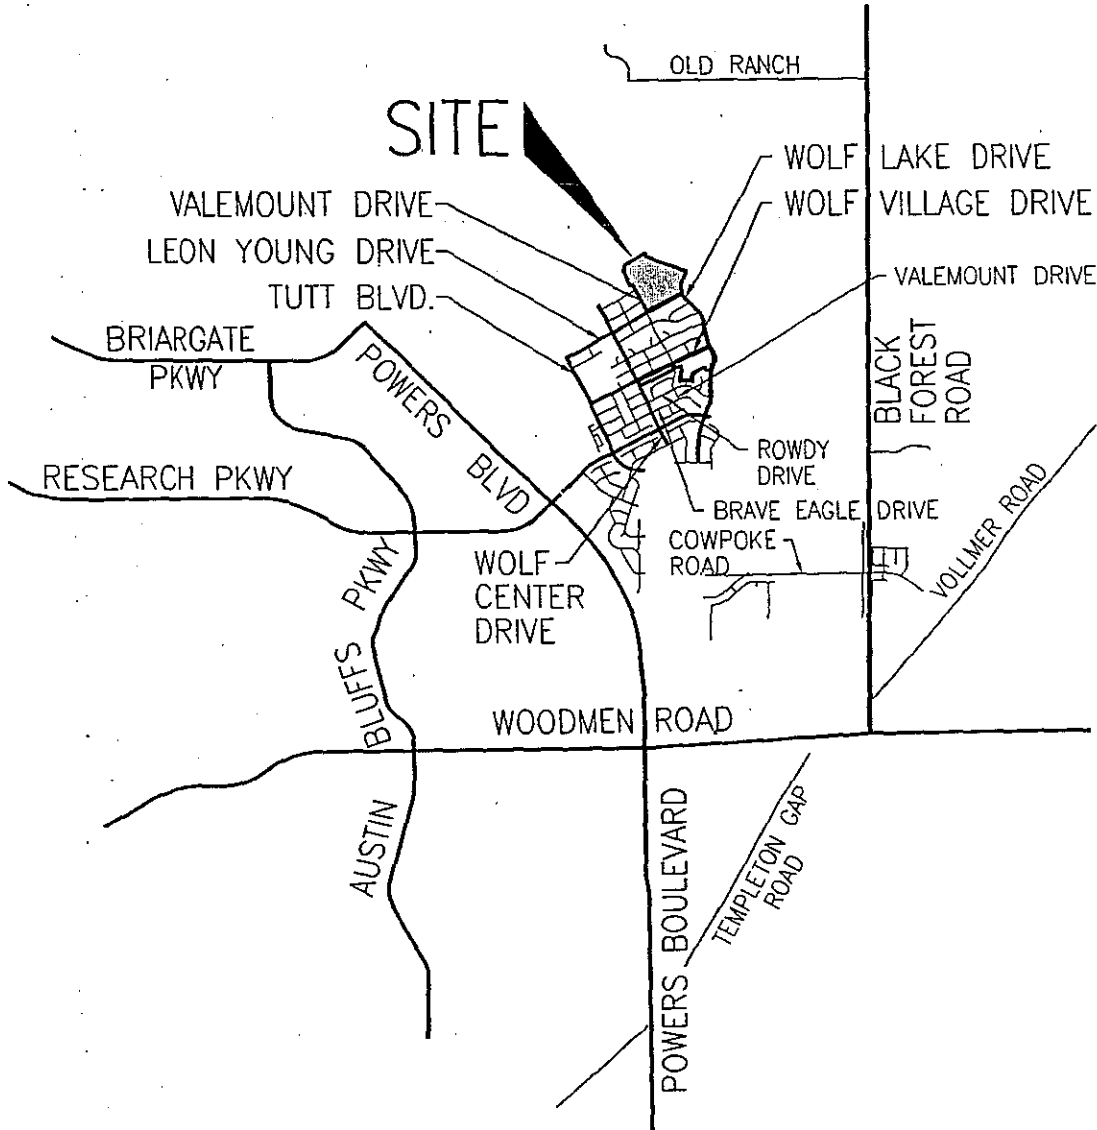 OLD RANCH
SITE
WOLF LAKE DRIVE
VALEMOUNT DRIVE
WOLF VILLAGE DRIVE
LEON YOUNG DRIVE
VALEMOUNT DRIVE
TUTT BLVD.
BRIARGATE
PKWY
POWERS
BLVD
BLACK
FOREST
ROAD
ROWDY
DRIVE
RESEARCH PKWY
BRAVE EAGLE DRIVE
COWPOKE
ROAD
VOLLMER ROAD
WOLF
CENTER
DRIVE
PKWY
BLUFFS
AUSTIN
WOODMEN ROAD
POWERS BOULEVARD
TEMPLETON GAP
ROAD